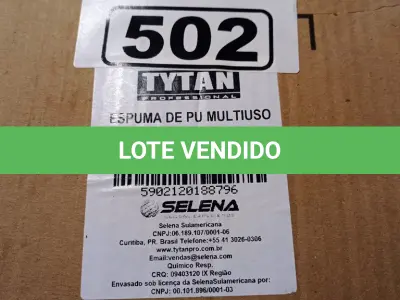 502
TYTAN
PROFESSIONAL
ESPUMA DE PU MULTIUSO
LOTE VENDIDO
5902120188796
SELENA
Selena Sulamericana
CNPJ:06.189.107/0001-06
Curitiba, PR. Brasil Telefone:+55 41 3026-0306
www.tytanpro.com.br
Email:vendas@selena.com
Químico Resp.
CRQ: 09403120 IX Região
Envasado sob licença da SelenaSulamericana por:
CNPJ: 00.101.896/0001-03